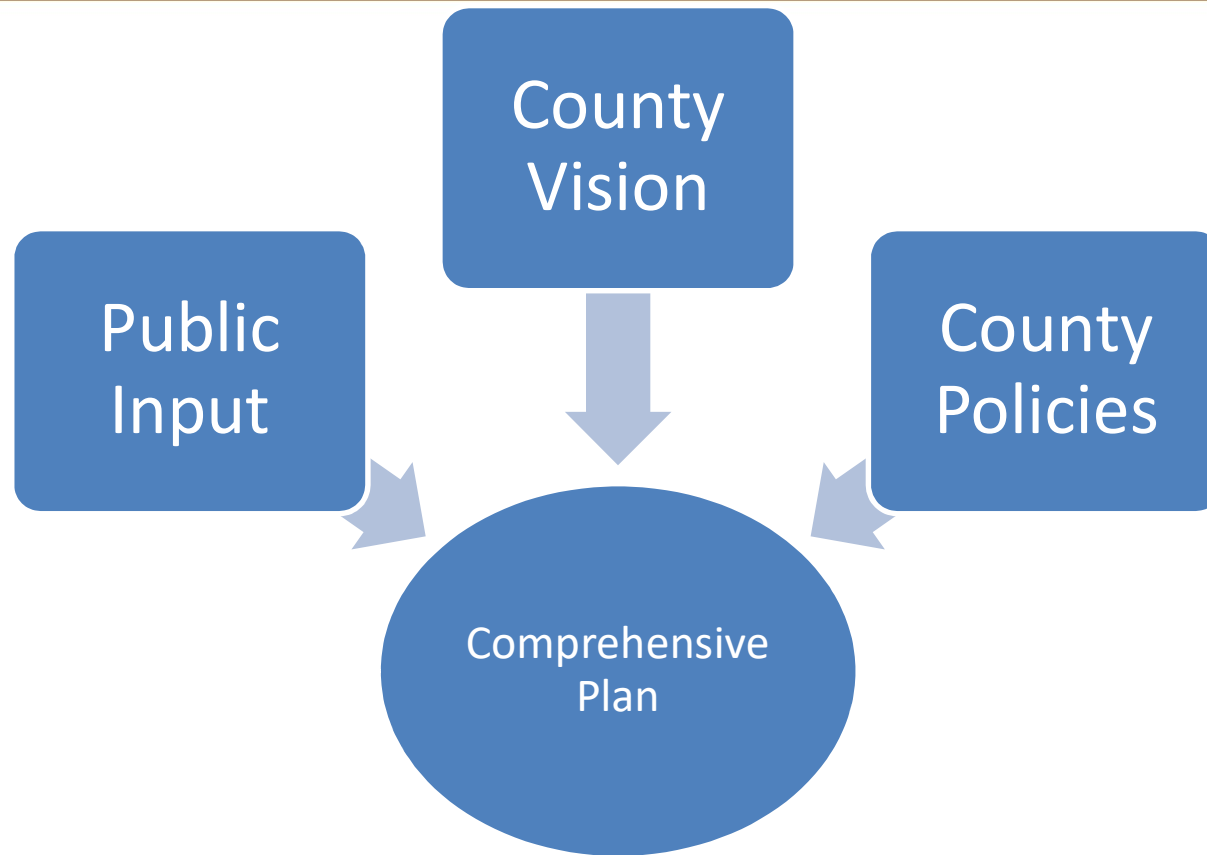 County
Vision
Public
Input
County
Policies
Comprehensive
Plan